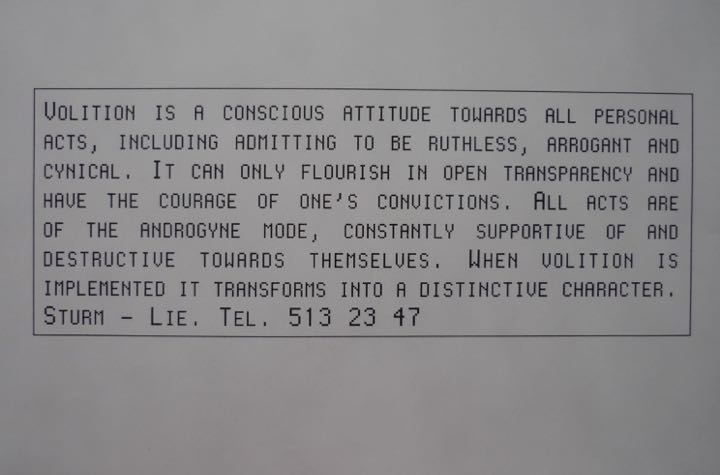 Volition is a conscious attitude towards all personal
acts, including admitting to be ruthless, arrogant and
cynical. It can only flourish in open transparency and
have the courage of one's convictions. All acts are
of the androgyne mode, constantly supportive of and
destructive towards themselves. When volition is
implemented it transforms into a distinctive character.
Sturm – Lie. Tel. 513 23 47